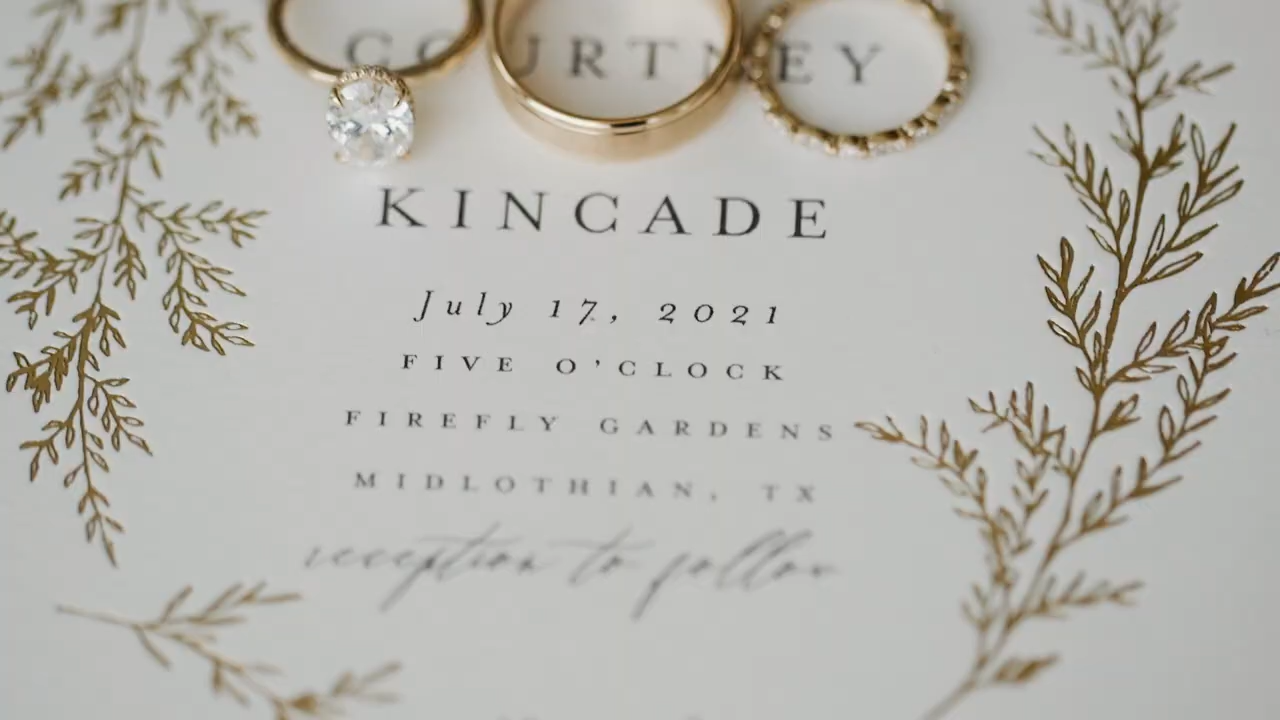 COURTNEY
KINCADE
July 17, 2021
FIVE O'CLOCK
FIREFLY GARDENS
MIDLOTHIAN, TX
reception to follow